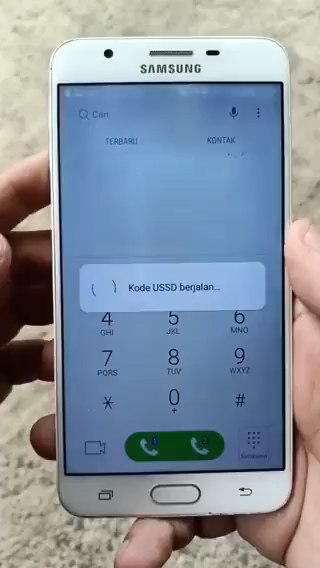 SAMSUNG
Cari
TERBARU KONTAK
Kode USSD berjalan...
4 5 6
GHI JKL MNO
7 8 9
PQRS TUV WXYZ
* 0 #
+